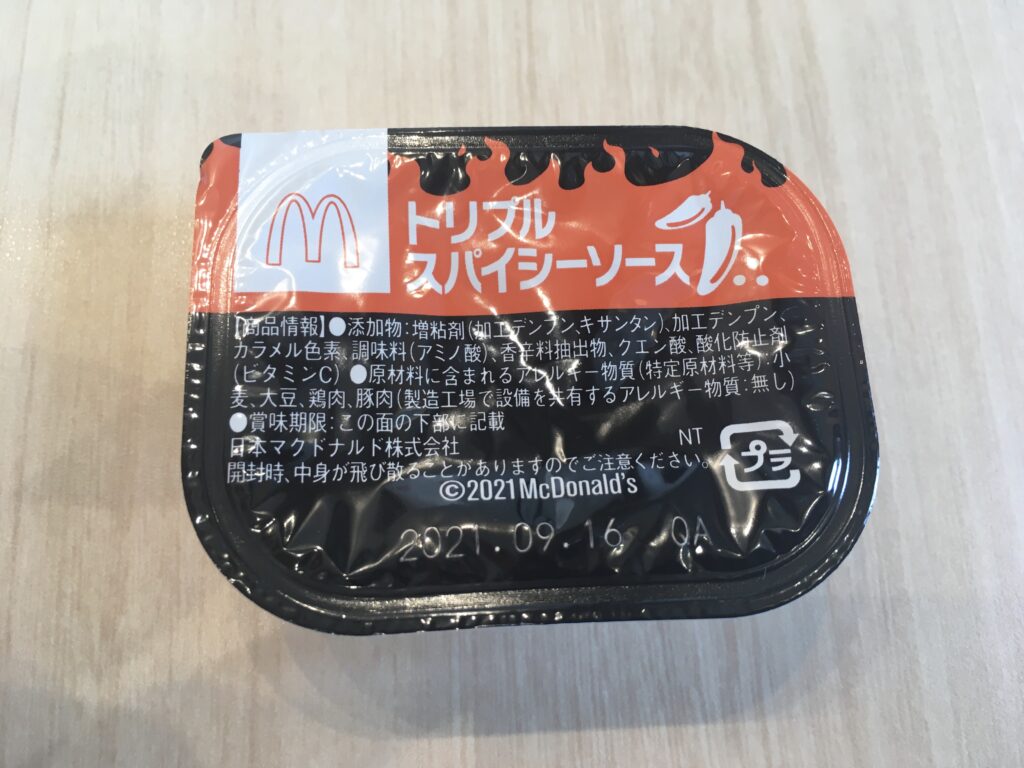 トリプル
スパイシーソース
【商品情報】●添加物：増粘剤（加工デンプン、キサンタン）、加工デンプン、
カラメル色素、調味料（アミノ酸）、香辛料抽出物、クエン酸、酸化防止剤
（ビタミンC） ●原材料に含まれるアレルギー物質（特定原材料等）：小
麦、大豆、鶏肉、豚肉（製造工場で設備を共有するアレルギー物質：無し）
●賞味期限：この面の下部に記載
日本マクドナルド株式会社
NT
プラ
開封時、中身が飛び散ることがありますのでご注意ください。
©2021 McDonald's
2021.09.16 QA